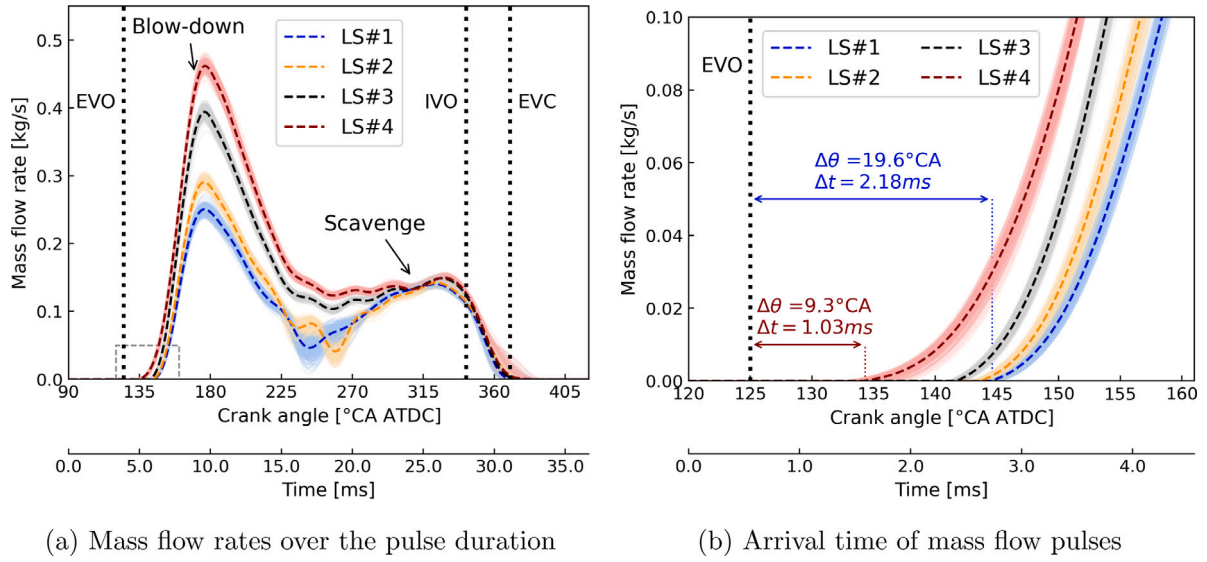 Blow-down
LS#1
LS#2
LS#3
LS#4
EVO
IVO
EVC
Scavenge
Mass flow rate [kg/s]
0.5
0.4
0.3
0.2
0.1
0.0
90 135 180 225 270 315 360 405
Crank angle [°CA ATDC]
0.0 5.0 10.0 15.0 20.0 25.0 30.0 35.0
Time [ms]
(a) Mass flow rates over the pulse duration
EVO
LS#1 LS#3
LS#2 LS#4
Δθ =19.6°CA
Δt = 2.18ms
Δθ =9.3°CA
Δt = 1.03ms
Mass flow rate [kg/s]
0.10
0.08
0.06
0.04
0.02
0.00
120 125 130 135 140 145 150 155 160
Crank angle [°CA ATDC]
0.0 1.0 2.0 3.0 4.0
Time [ms]
(b) Arrival time of mass flow pulses